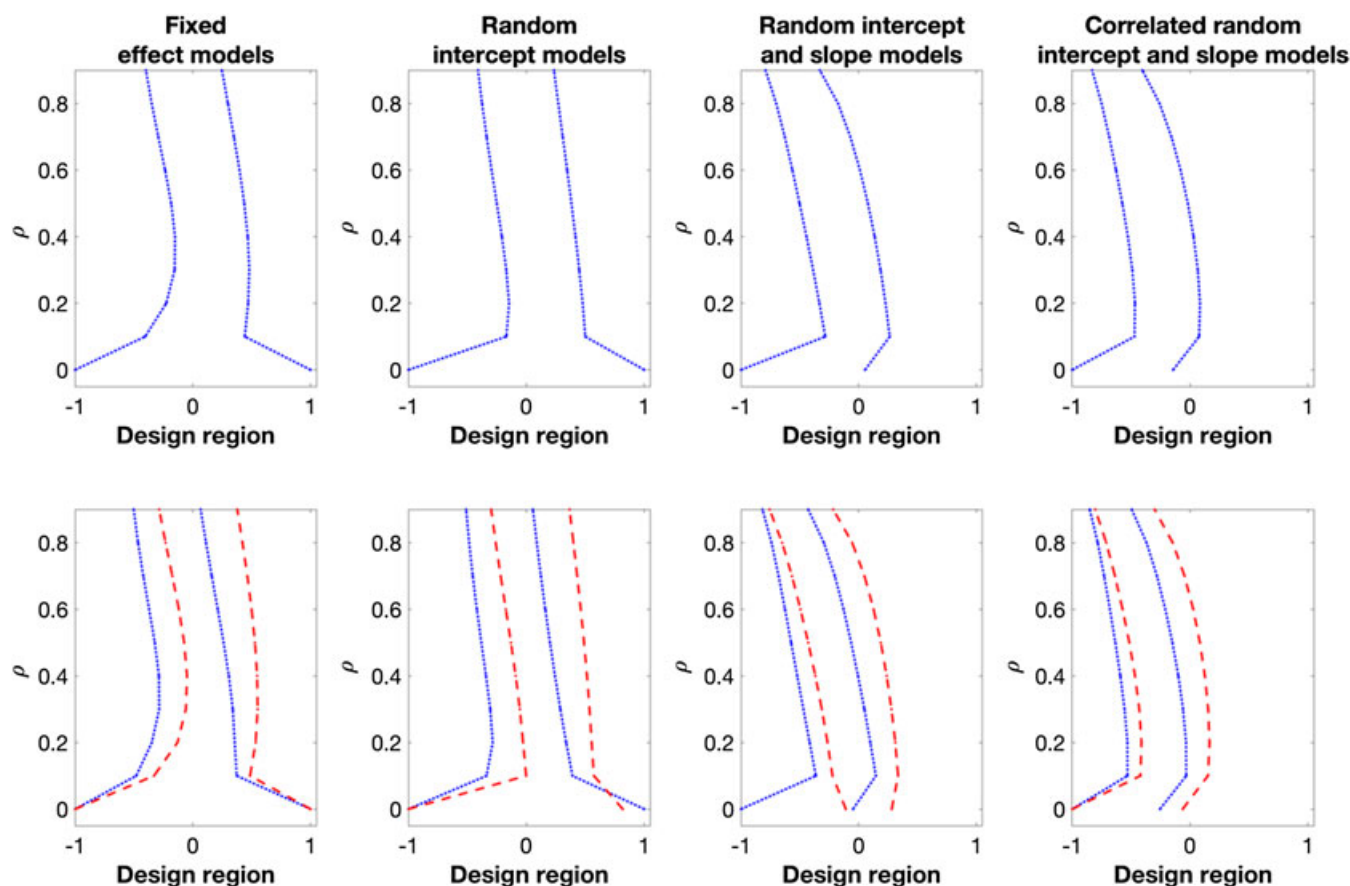 Fixed
effect models
Random
intercept models
Random intercept
and slope models
Correlated random
intercept and slope models
0.8
0.6
0.4
0.2
0
ρ
-1 0 1
Design region
0.8
0.6
0.4
0.2
0
ρ
-1 0 1
Design region
0.8
0.6
0.4
0.2
0
ρ
-1 0 1
Design region
0.8
0.6
0.4
0.2
0
ρ
-1 0 1
Design region
0.8
0.6
0.4
0.2
0
ρ
-1 0 1
Design region
0.8
0.6
0.4
0.2
0
ρ
-1 0 1
Design region
0.8
0.6
0.4
0.2
0
ρ
-1 0 1
Design region
0.8
0.6
0.4
0.2
0
ρ
-1 0 1
Design region